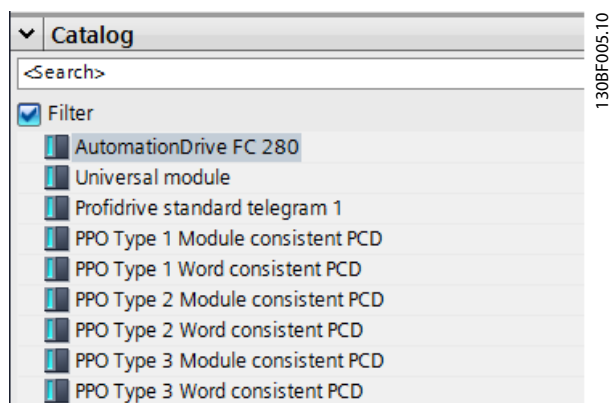 Catalog
<Search>
Filter
AutomationDrive FC 280
Universal module
Profidrive standard telegram 1
PPO Type 1 Module consistent PCD
PPO Type 1 Word consistent PCD
PPO Type 2 Module consistent PCD
PPO Type 2 Word consistent PCD
PPO Type 3 Module consistent PCD
PPO Type 3 Word consistent PCD
130BF005.10